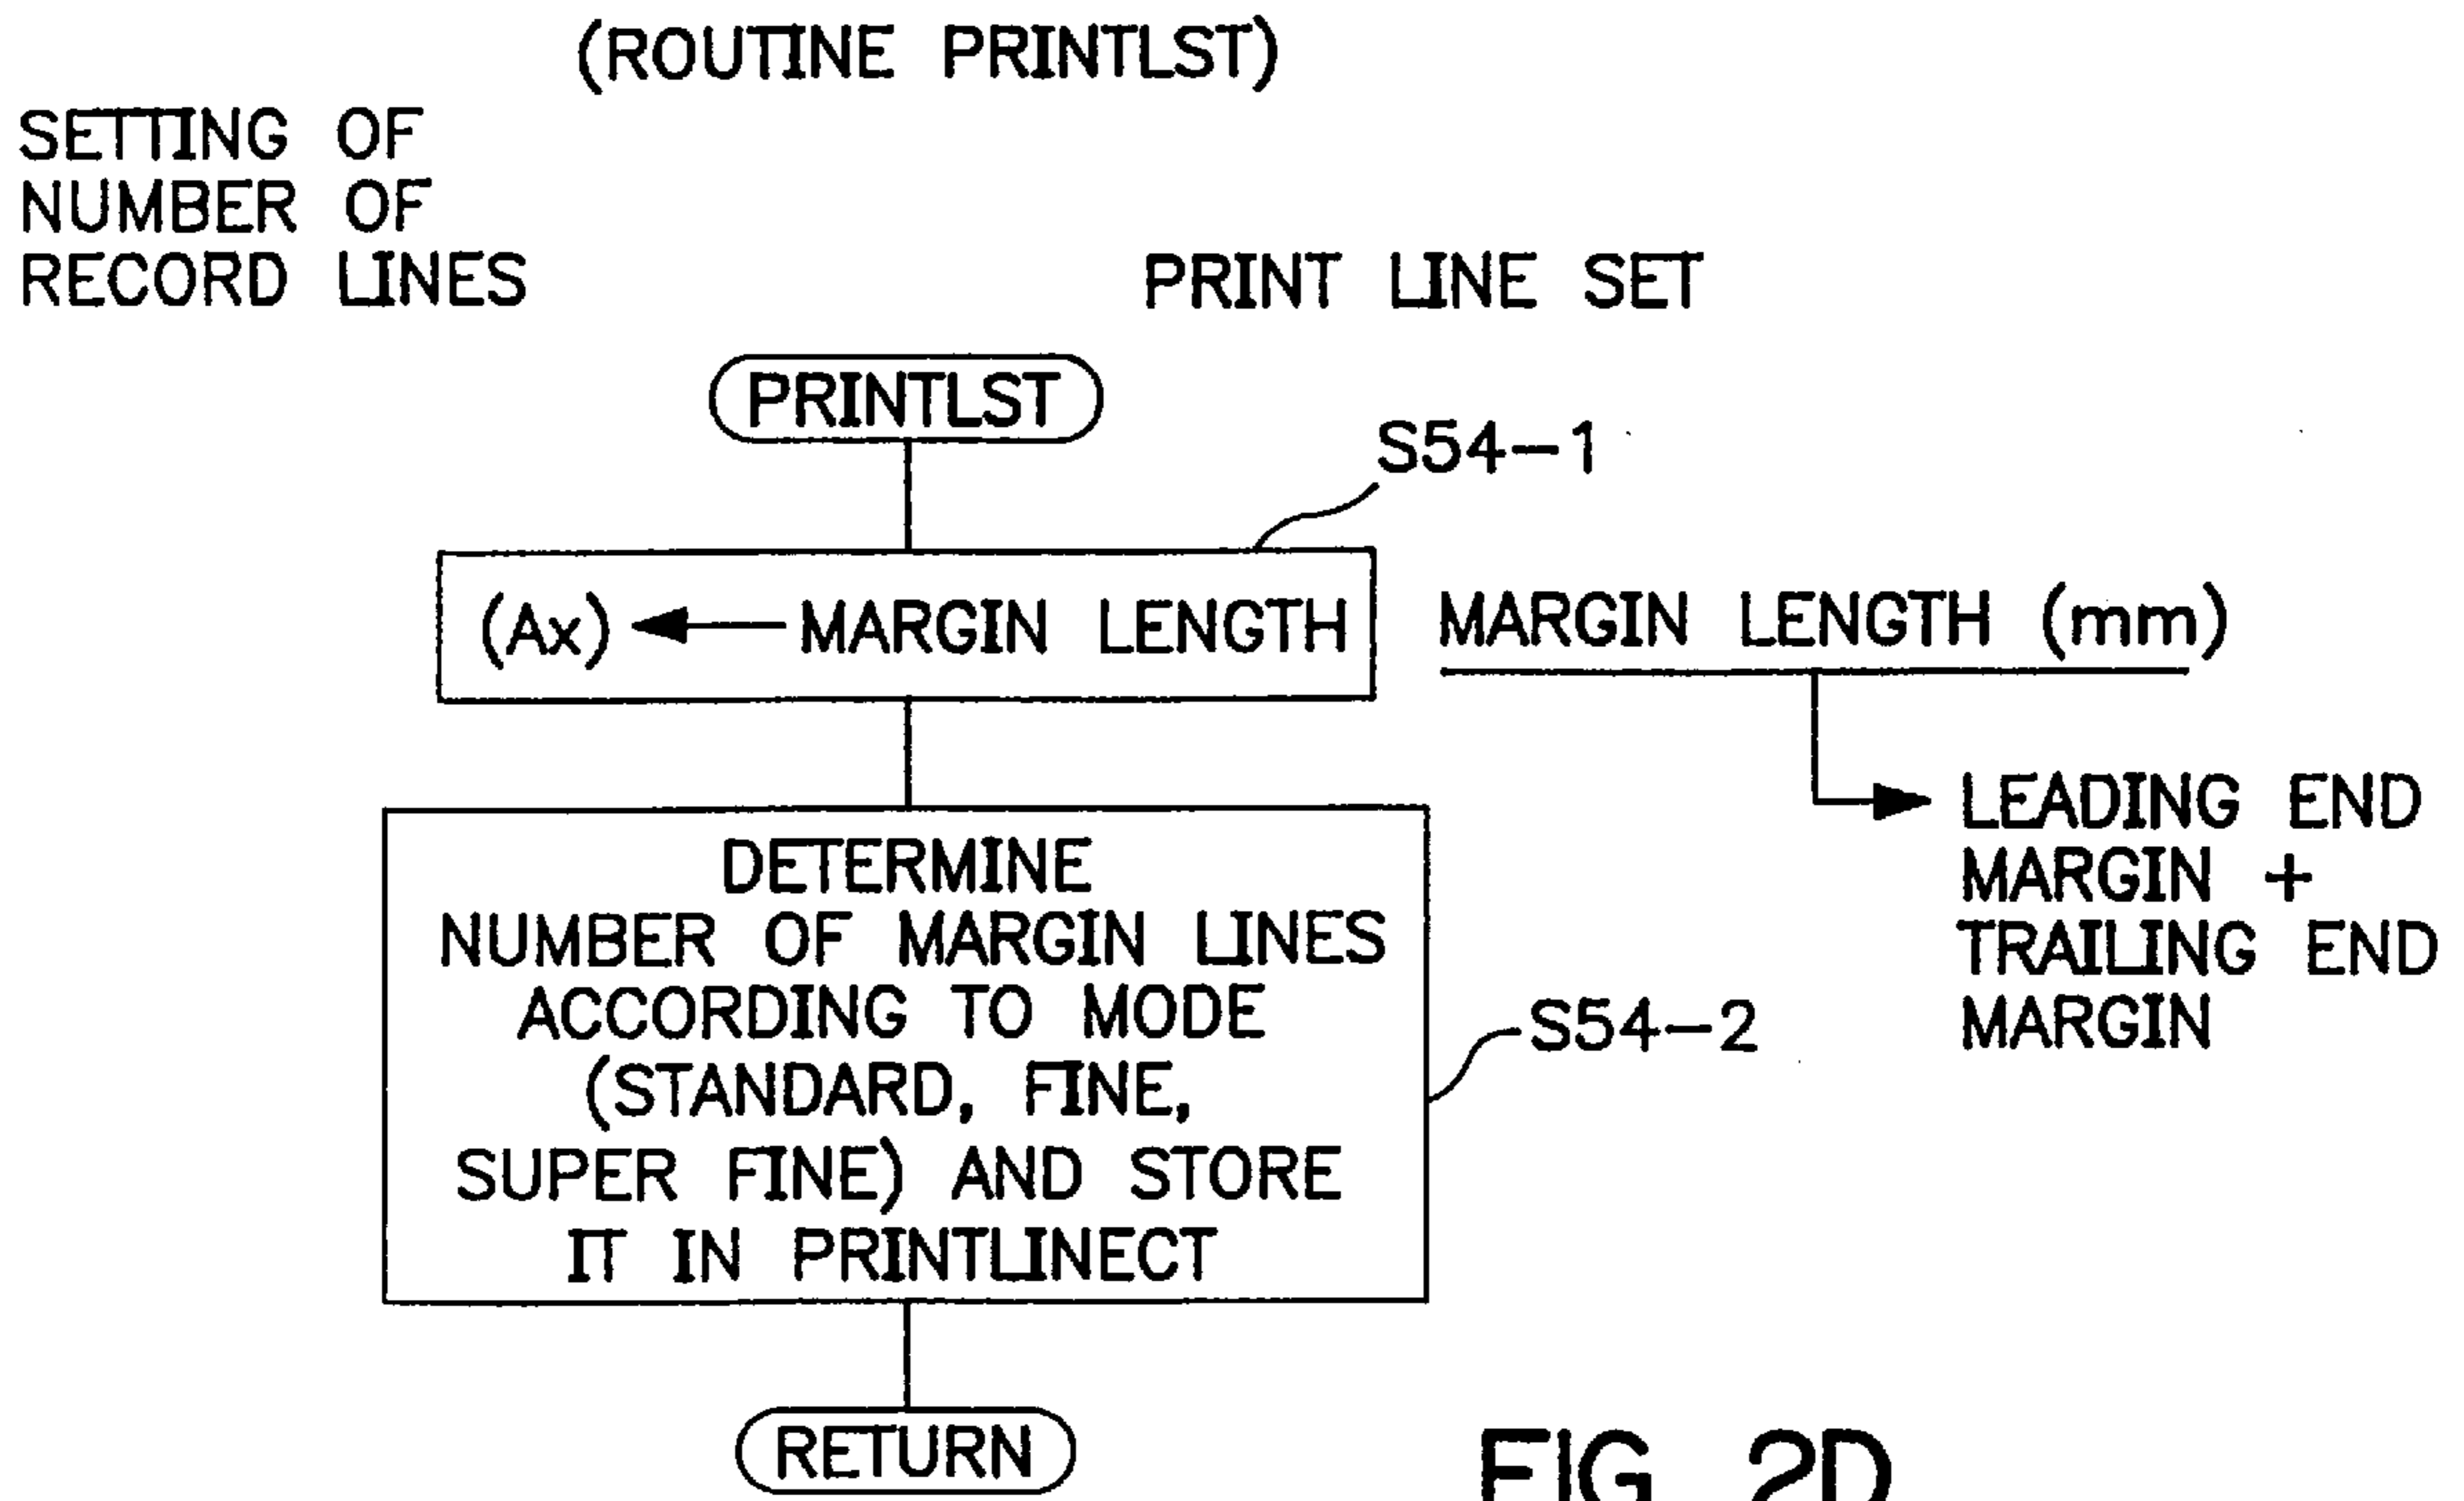 (ROUTINE PRINTLST)
SETTING OF
NUMBER OF
RECORD LINES
PRINT LINE SET
PRINTLST
S54-1
(Ax) ← MARGIN LENGTH
MARGIN LENGTH (mm)
LEADING END
MARGIN +
TRAILING END
MARGIN
DETERMINE
NUMBER OF MARGIN LINES
ACCORDING TO MODE
(STANDARD, FINE,
SUPER FINE) AND STORE
IT IN PRINTLINECT
S54-2
RETURN
FIG. 2D